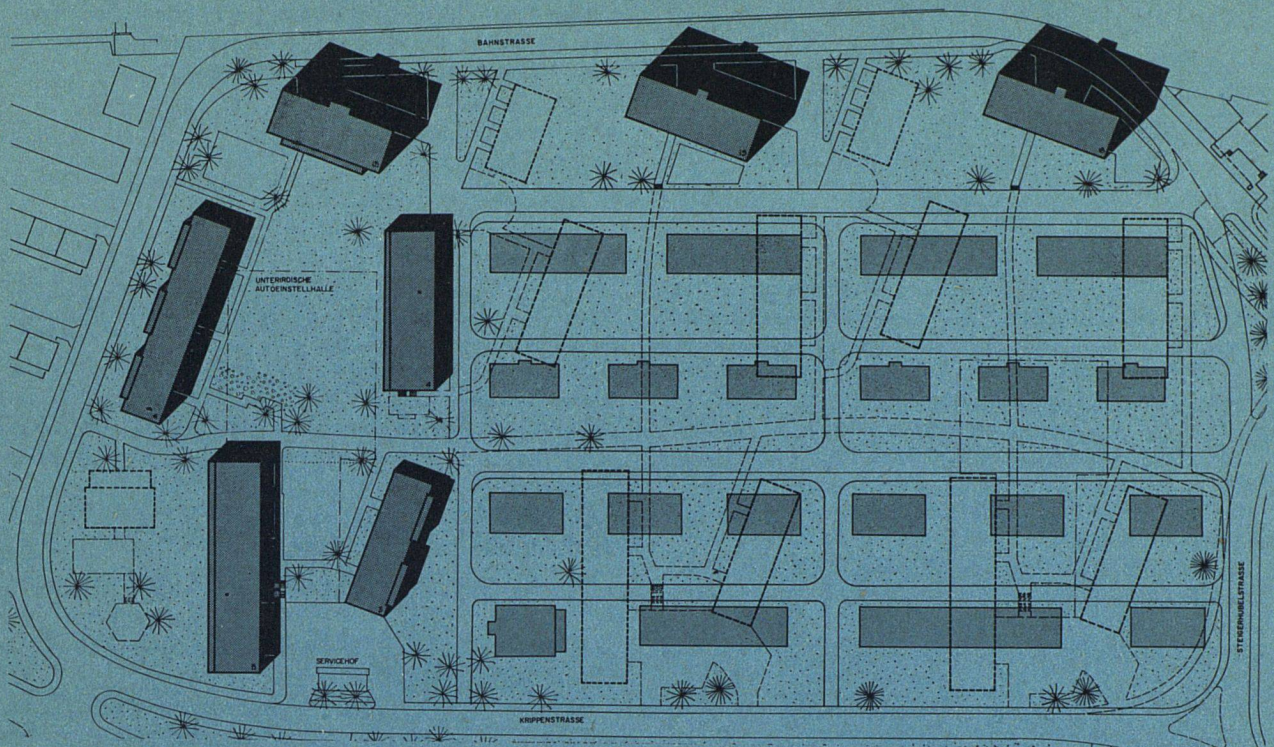 BAHNSTRASSE
UNTERIRDISCHE
AUTOEINSTELLHALLE
STEIGERHUBELSTRASSE
SERVICEHOF
KRIPPENSTRASSE